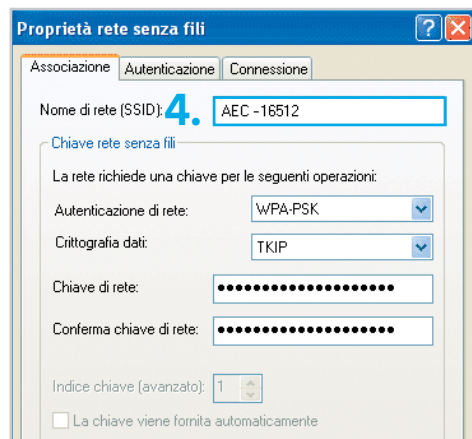 Proprietà rete senza fili
Associazione Autenticazione Connessione
Nome di rete (SSID): 4. AEC -16512
Chiave rete senza fili
La rete richiede una chiave per le seguenti operazioni:
Autenticazione di rete: WPA-PSK
Crittografia dati: TKIP
Chiave di rete: ••••••••••••••••••••
Conferma chiave di rete: ••••••••••••••••••••
Indice chiave (avanzato): 1
La chiave viene fornita automaticamente